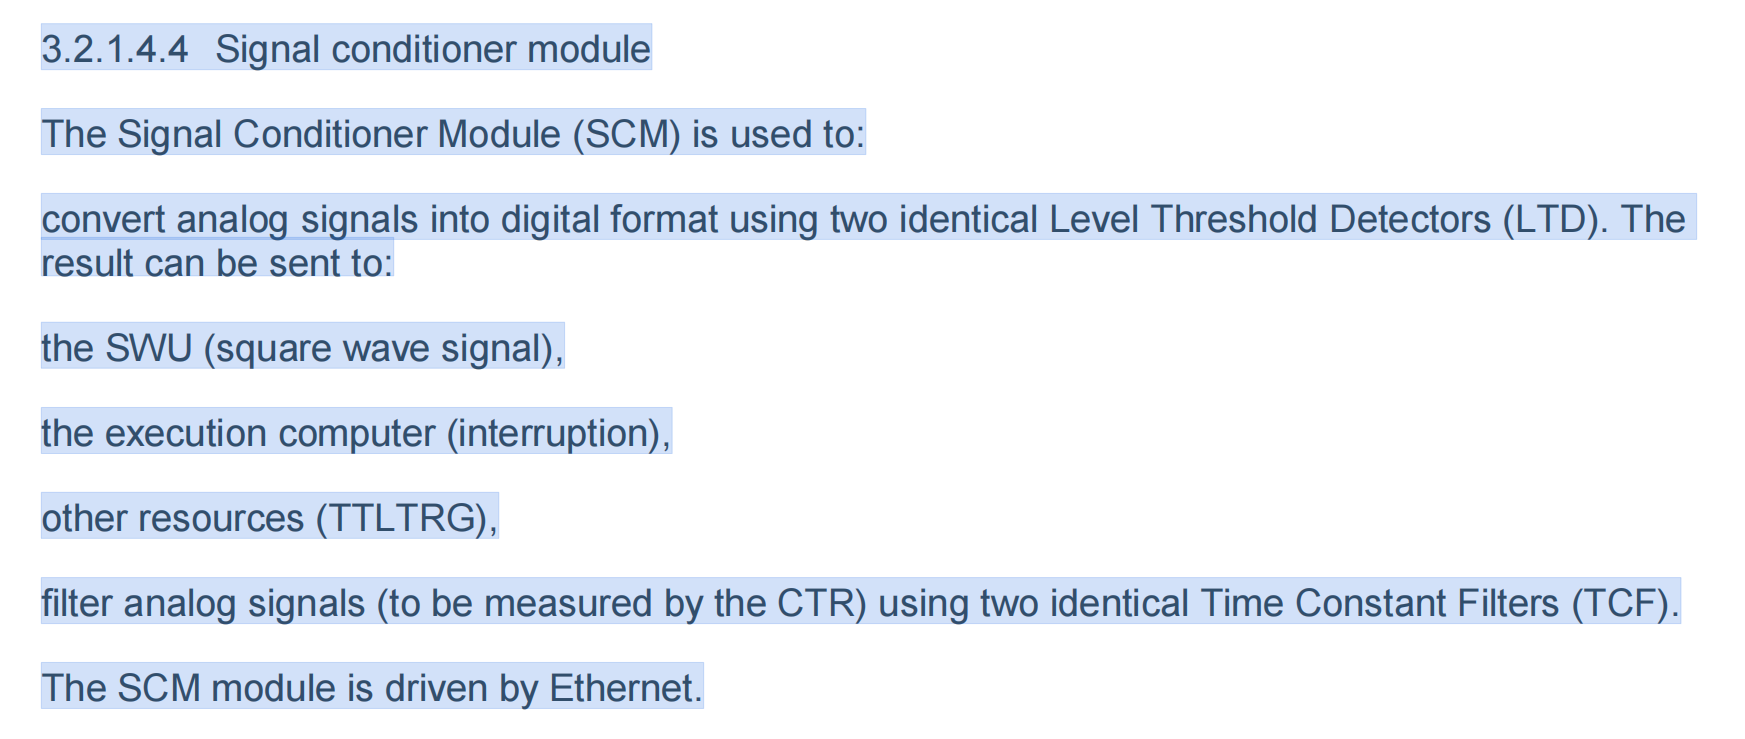 3.2.1.4.4 Signal conditioner module
The Signal Conditioner Module (SCM) is used to:
convert analog signals into digital format using two identical Level Threshold Detectors (LTD). The
result can be sent to:
the SWU (square wave signal),
the execution computer (interruption),
other resources (TTLTRG),
filter analog signals (to be measured by the CTR) using two identical Time Constant Filters (TCF).
The SCM module is driven by Ethernet.